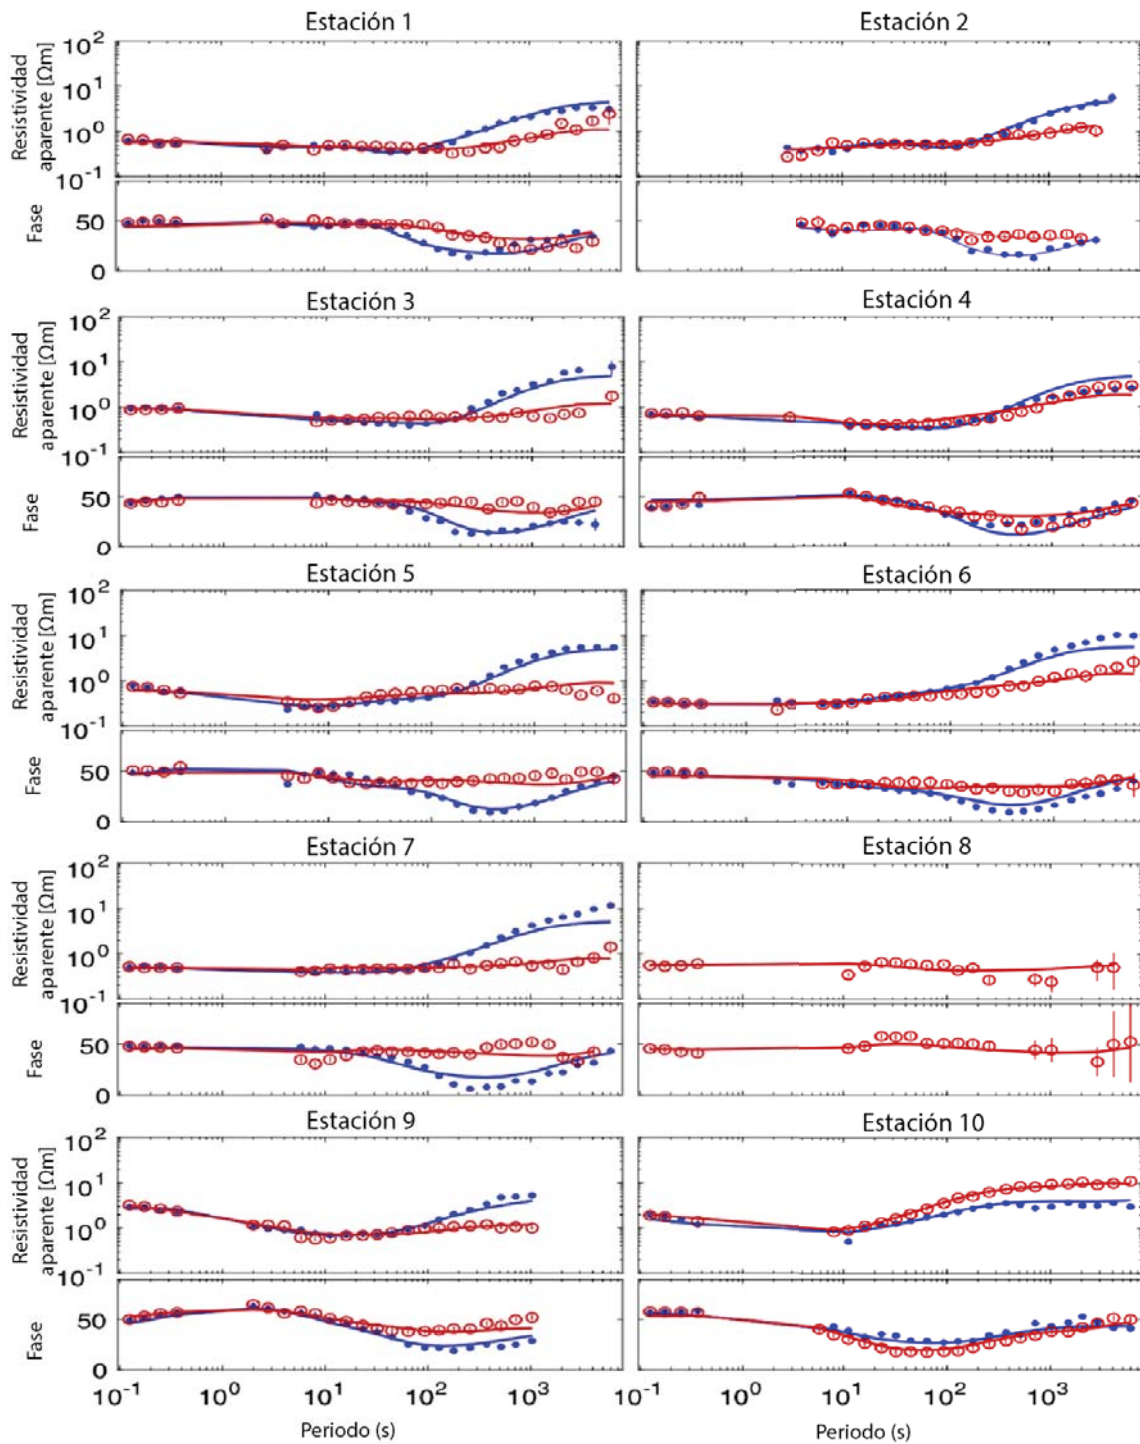 Estación 1 Estación 2
Resistividad aparente [Ωm]
10² 10¹ 10⁰ 10⁻¹
Fase
50 0
Estación 3 Estación 4
Resistividad aparente [Ωm]
10² 10¹ 10⁰ 10⁻¹
Fase
10¹ 50 0
Estación 5 Estación 6
Resistividad aparente [Ωm]
10² 10¹ 10⁰ 10⁻¹
Fase
50 0
Estación 7 Estación 8
Resistividad aparente [Ωm]
10² 10¹ 10⁰ 10⁻¹
Fase
50 0
Estación 9 Estación 10
Resistividad aparente [Ωm]
10² 10¹ 10⁰ 10⁻¹
Fase
50 0
10⁻¹ 10⁰ 10¹ 10² 10³ 10⁻¹ 10⁰ 10¹ 10² 10³
Periodo (s) Periodo (s)